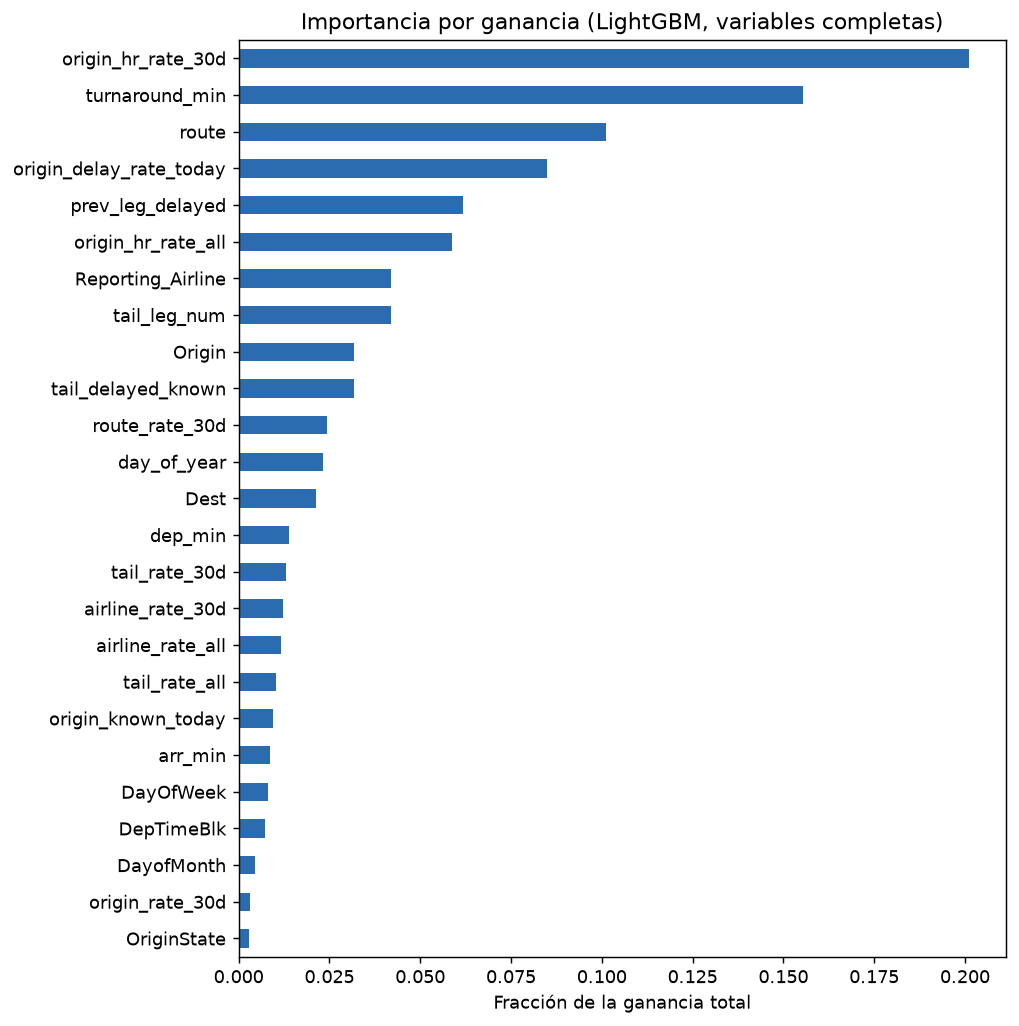 Importancia por ganancia (LightGBM, variables completas)
origin_hr_rate_30d
turnaround_min
route
origin_delay_rate_today
prev_leg_delayed
origin_hr_rate_all
Reporting_Airline
tail_leg_num
Origin
tail_delayed_known
route_rate_30d
day_of_year
Dest
dep_min
tail_rate_30d
airline_rate_30d
airline_rate_all
tail_rate_all
origin_known_today
arr_min
DayOfWeek
DepTimeBlk
DayofMonth
origin_rate_30d
OriginState
0.000 0.025 0.050 0.075 0.100 0.125 0.150 0.175 0.200
Fracción de la ganancia total